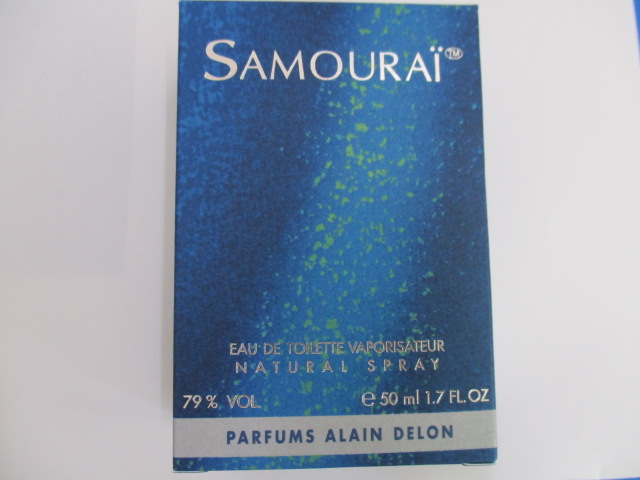 SAMOURAÏ™
EAU DE TOILETTE VAPORISATEUR
NATURAL SPRAY
79 % VOL. ℮ 50 ml 1.7 FL.OZ
PARFUMS ALAIN DELON